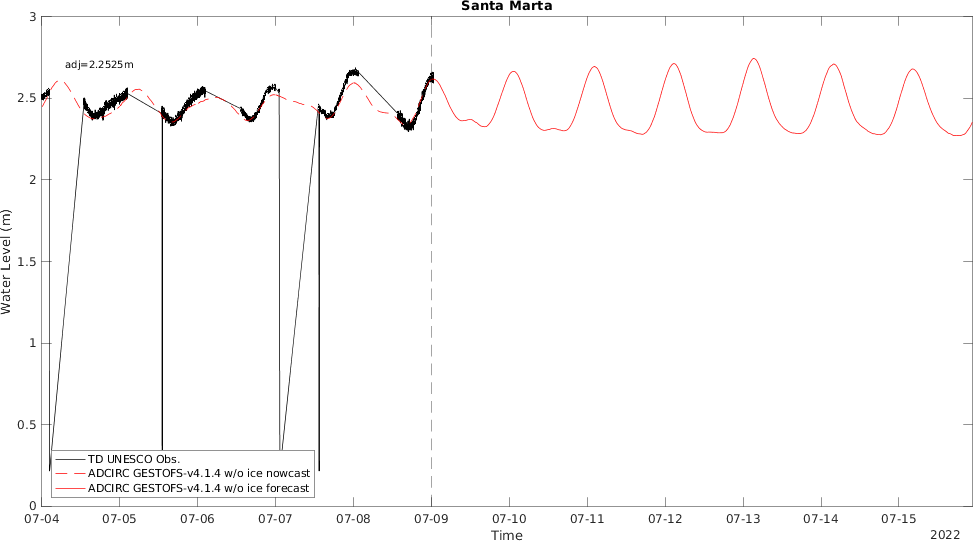 Santa Marta
adj=2.2525m
Water Level (m)
3
2.5
2
1.5
1
0.5
0
TD UNESCO Obs.
ADCIRC GESTOFS-v4.1.4 w/o ice nowcast
ADCIRC GESTOFS-v4.1.4 w/o ice forecast
07-04 07-05 07-06 07-07 07-08 07-09 07-10 07-11 07-12 07-13 07-14 07-15
Time
2022